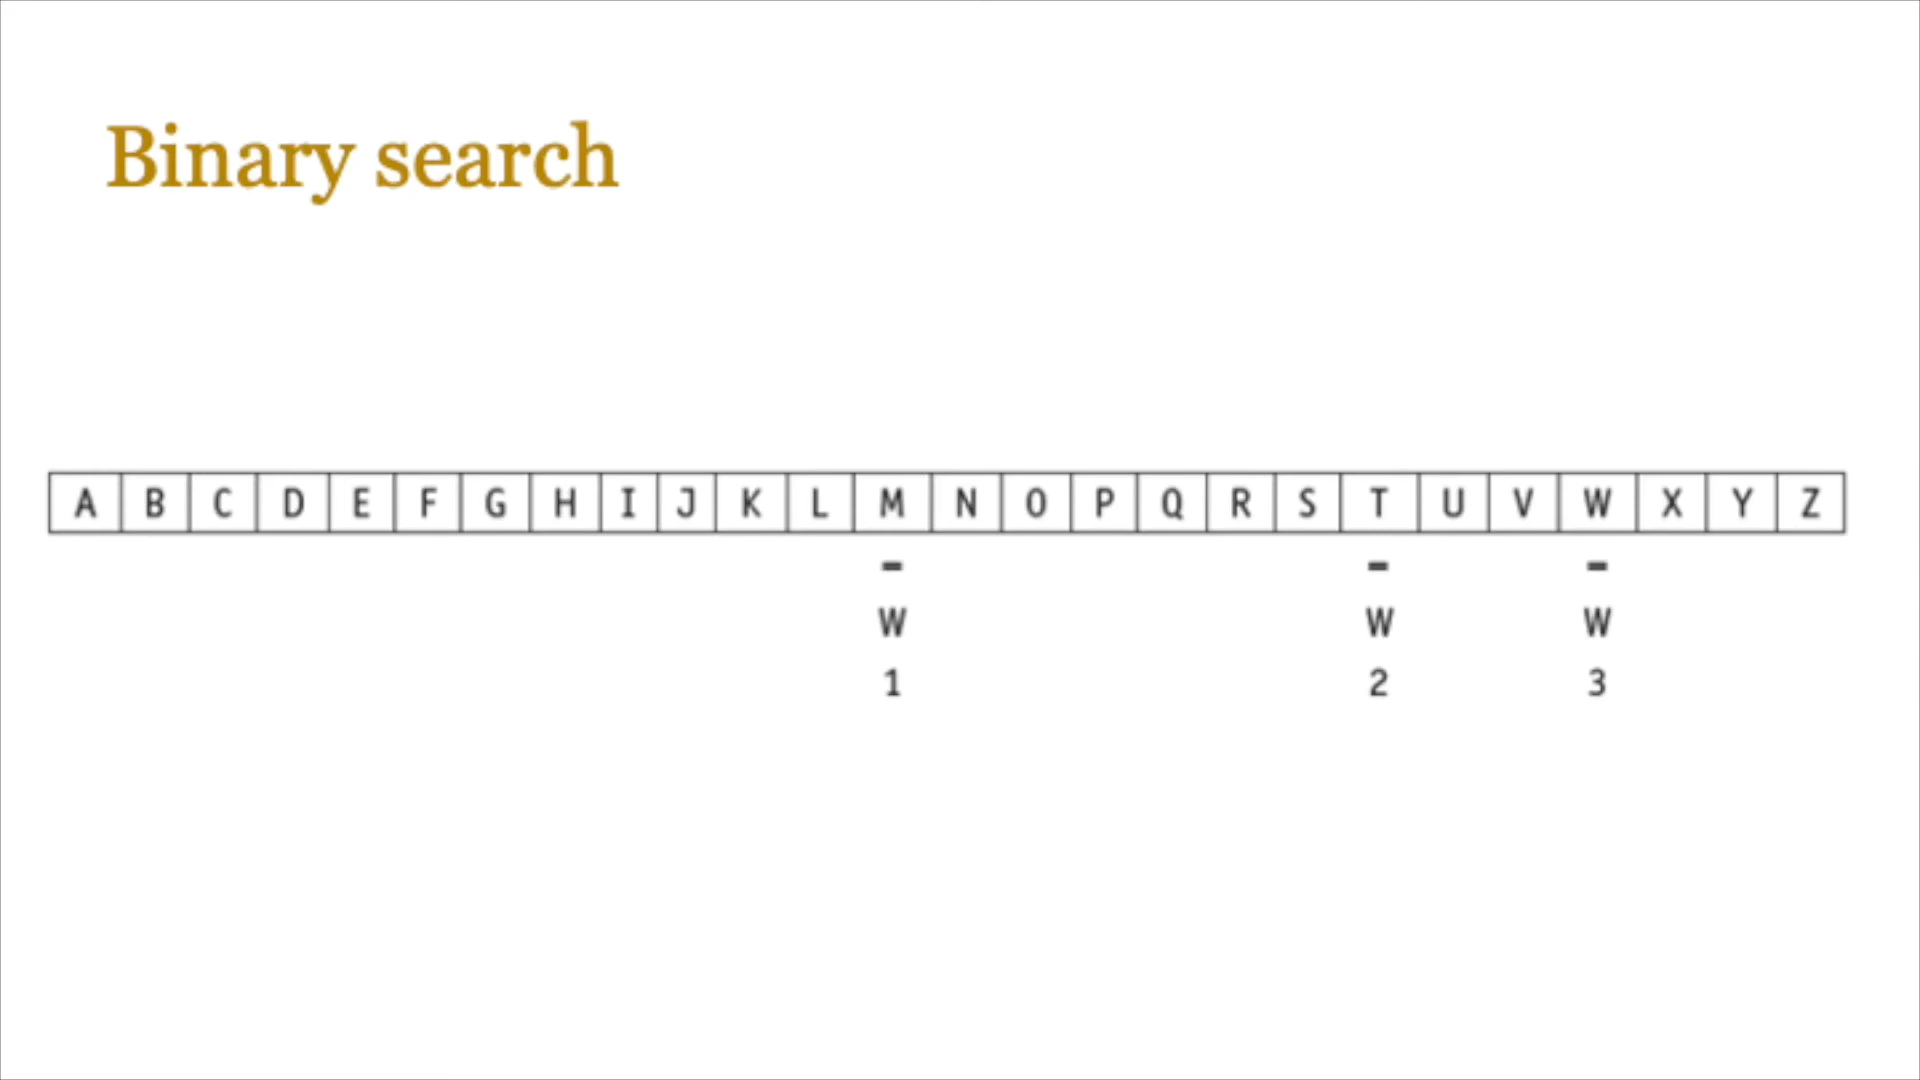 Binary search
A B C D E F G H I J K L M N O P Q R S T U V W X Y Z
- - -
W W W
1 2 3